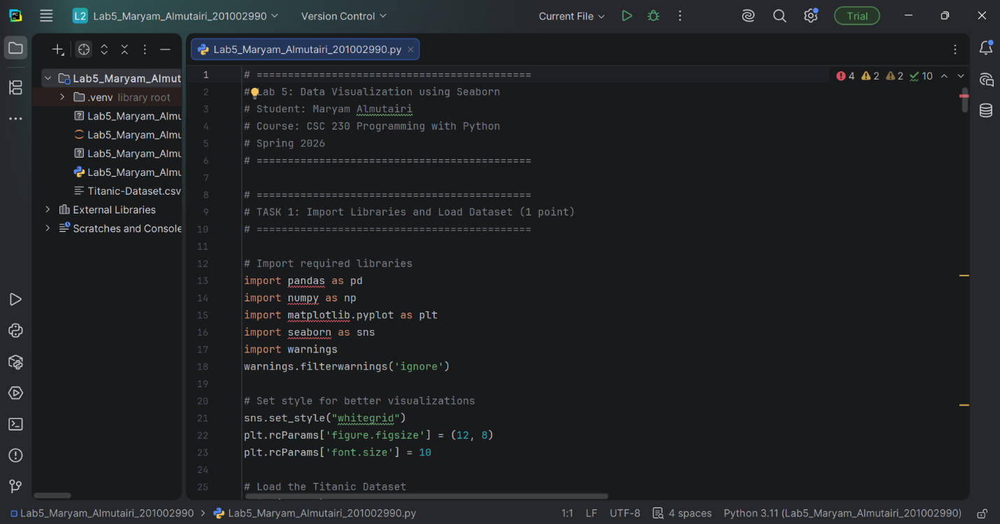 PC
L2 Lab5_Maryam_Almutairi_201002990
Version Control
Current File
Trial
Lab5_Maryam_Almut
.venv library root
Lab5_Maryam_Almu
Lab5_Maryam_Almu
Lab5_Maryam_Almu
Lab5_Maryam_Almu
Titanic-Dataset.csv
External Libraries
Scratches and Console
Lab5_Maryam_Almutairi_201002990.py
4 2 2 10
1 # ============================================
2 # Lab 5: Data Visualization using Seaborn
3 # Student: Maryam Almutairi
4 # Course: CSC 230 Programming with Python
5 # Spring 2026
6 # ============================================
7
8 # ============================================
9 # TASK 1: Import Libraries and Load Dataset (1 point)
10 # ============================================
11
12 # Import required libraries
13 import pandas as pd
14 import numpy as np
15 import matplotlib.pyplot as plt
16 import seaborn as sns
17 import warnings
18 warnings.filterwarnings('ignore')
19
20 # Set style for better visualizations
21 sns.set_style("whitegrid")
22 plt.rcParams['figure.figsize'] = (12, 8)
23 plt.rcParams['font.size'] = 10
24
25 # Load the Titanic Dataset
Lab5_Maryam_Almutairi_201002990 > Lab5_Maryam_Almutairi_201002990.py
1:1 LF UTF-8 4 spaces Python 3.11 (Lab5_Maryam_Almutairi_201002990)